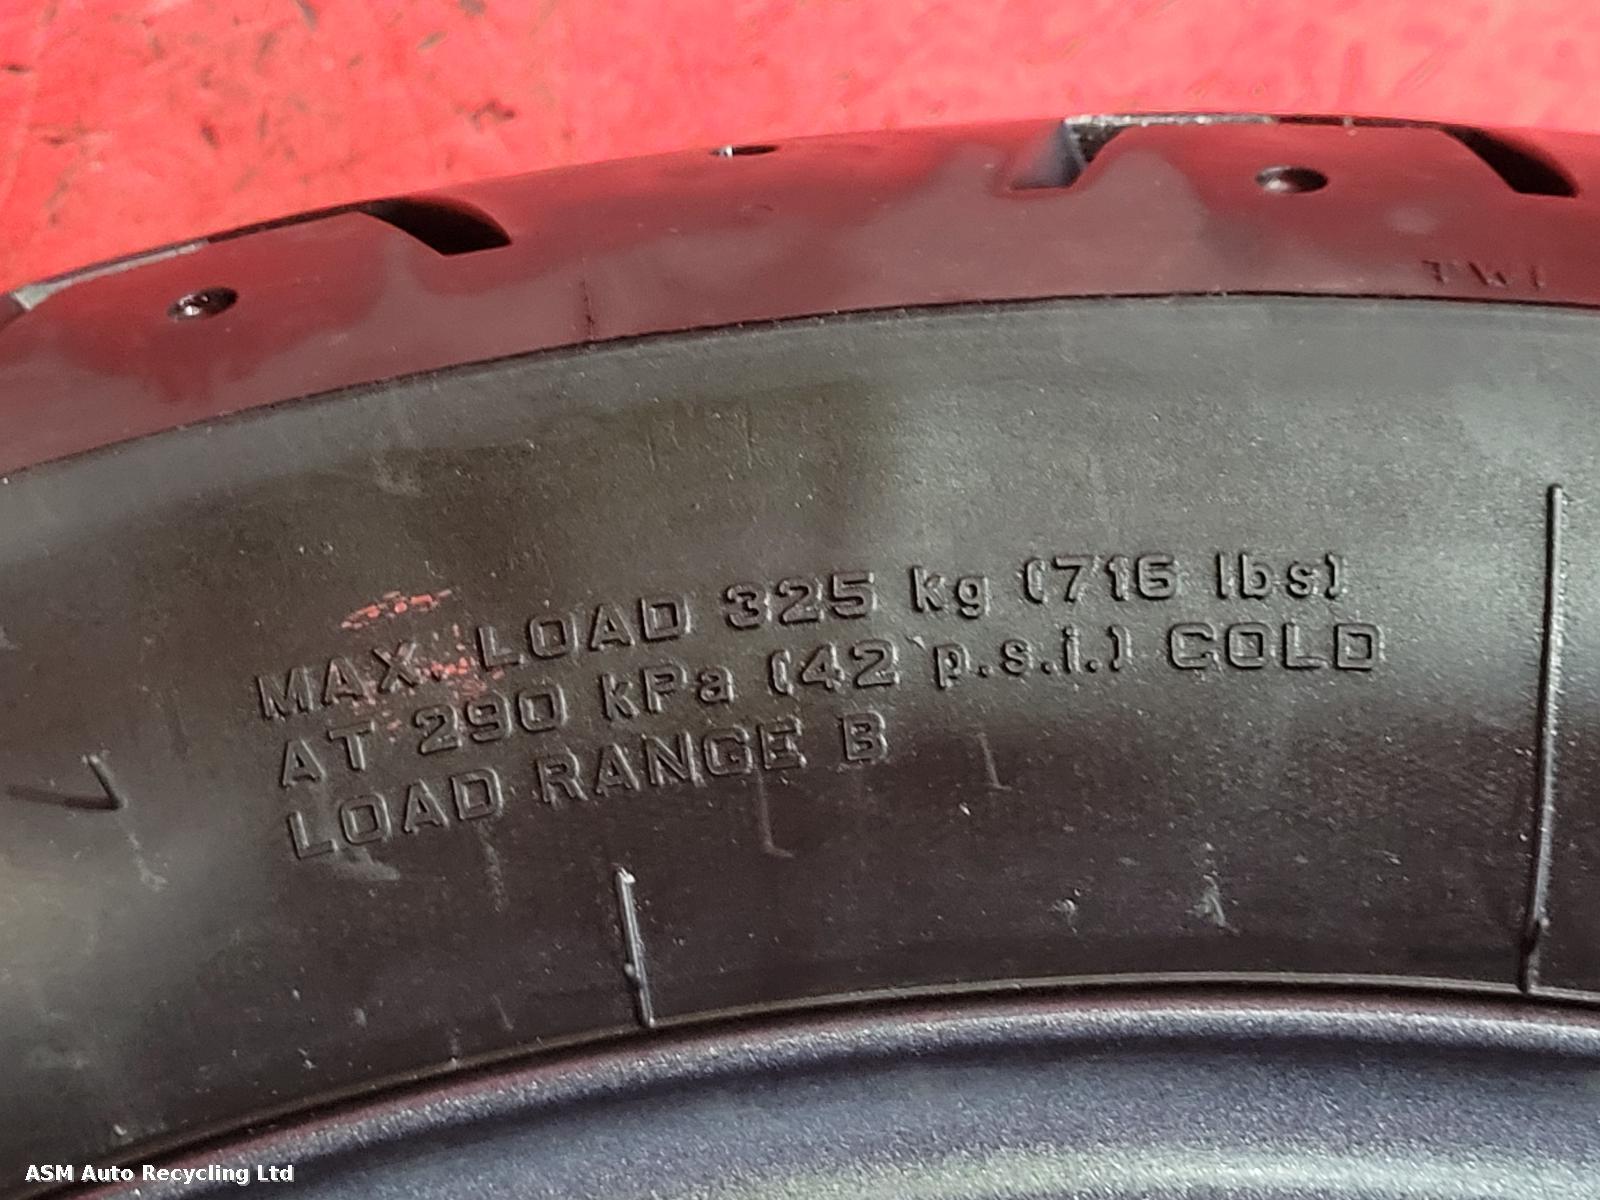 TWI
MAX. LOAD 325 kg (716 lbs)
AT 290 kPa (42 p.s.i.) COLD
LOAD RANGE B
ASM Auto Recycling Ltd